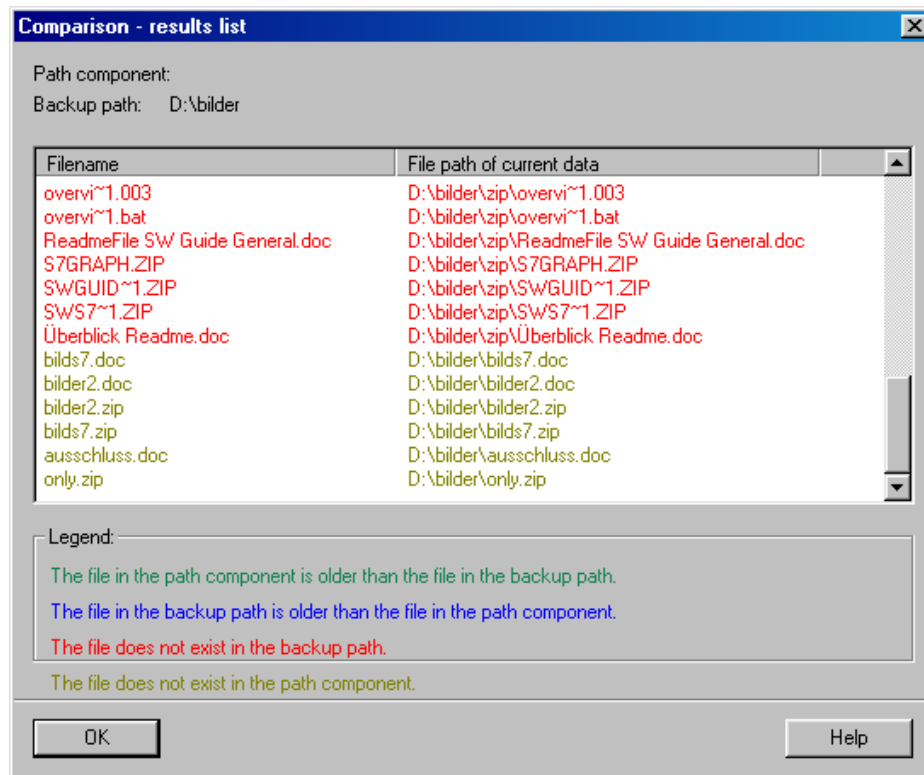 Comparison - results list
Path component:
Backup path: D:\bilder
Filename File path of current data
overvi~1.003 D:\bilder\zip\overvi~1.003
overvi~1.bat D:\bilder\zip\overvi~1.bat
ReadmeFile SW Guide General.doc D:\bilder\zip\ReadmeFile SW Guide General.doc
S7GRAPH.ZIP D:\bilder\zip\S7GRAPH.ZIP
SWGUID~1.ZIP D:\bilder\zip\SWGUID~1.ZIP
SWS7~1.ZIP D:\bilder\zip\SWS7~1.ZIP
Überblick Readme.doc D:\bilder\zip\Überblick Readme.doc
bilds7.doc D:\bilder\bilds7.doc
bilder2.doc D:\bilder\bilder2.doc
bilder2.zip D:\bilder\bilder2.zip
bilds7.zip D:\bilder\bilds7.zip
ausschluss.doc D:\bilder\ausschluss.doc
only.zip D:\bilder\only.zip
Legend:
The file in the path component is older than the file in the backup path.
The file in the backup path is older than the file in the path component.
The file does not exist in the backup path.
The file does not exist in the path component.
OK Help